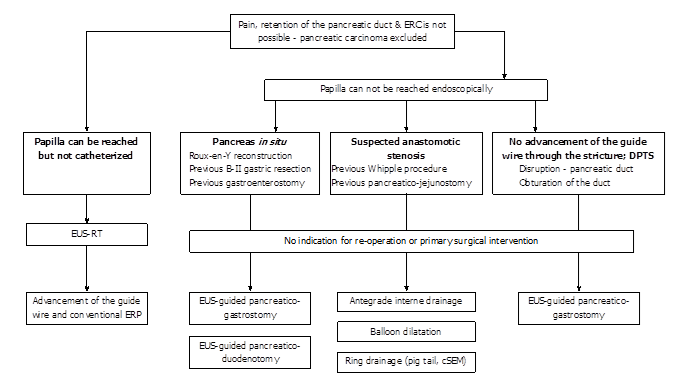 Pain, retention of the pancreatic duct & ERC is not
possible - pancreatic carcinoma excluded
Papilla can not be reached endoscopically
Papilla can be reached
but not catheterized
Pancreas in situ
Roux-en-Y reconstruction
Previous B-II gastric resection
Previous gastroenterostomy
Suspected anastomotic
stenosis
Previous Whipple procedure
Previous pancreatico-jejunostomy
No advancement of the guide
wire through the stricture; DPTS
Disruption - pancreatic duct
Obturation of the duct
EUS-RT
No indication for re-operation or primary surgical intervention
Advancement of the guide
wire and conventional ERP
EUS-guided pancreatico-
gastrostomy
EUS-guided pancreatico-
duodenotomy
Antegrade interne drainage
Balloon dilatation
Ring drainage (pig tail, cSEM)
EUS-guided pancreatico-
gastrostomy